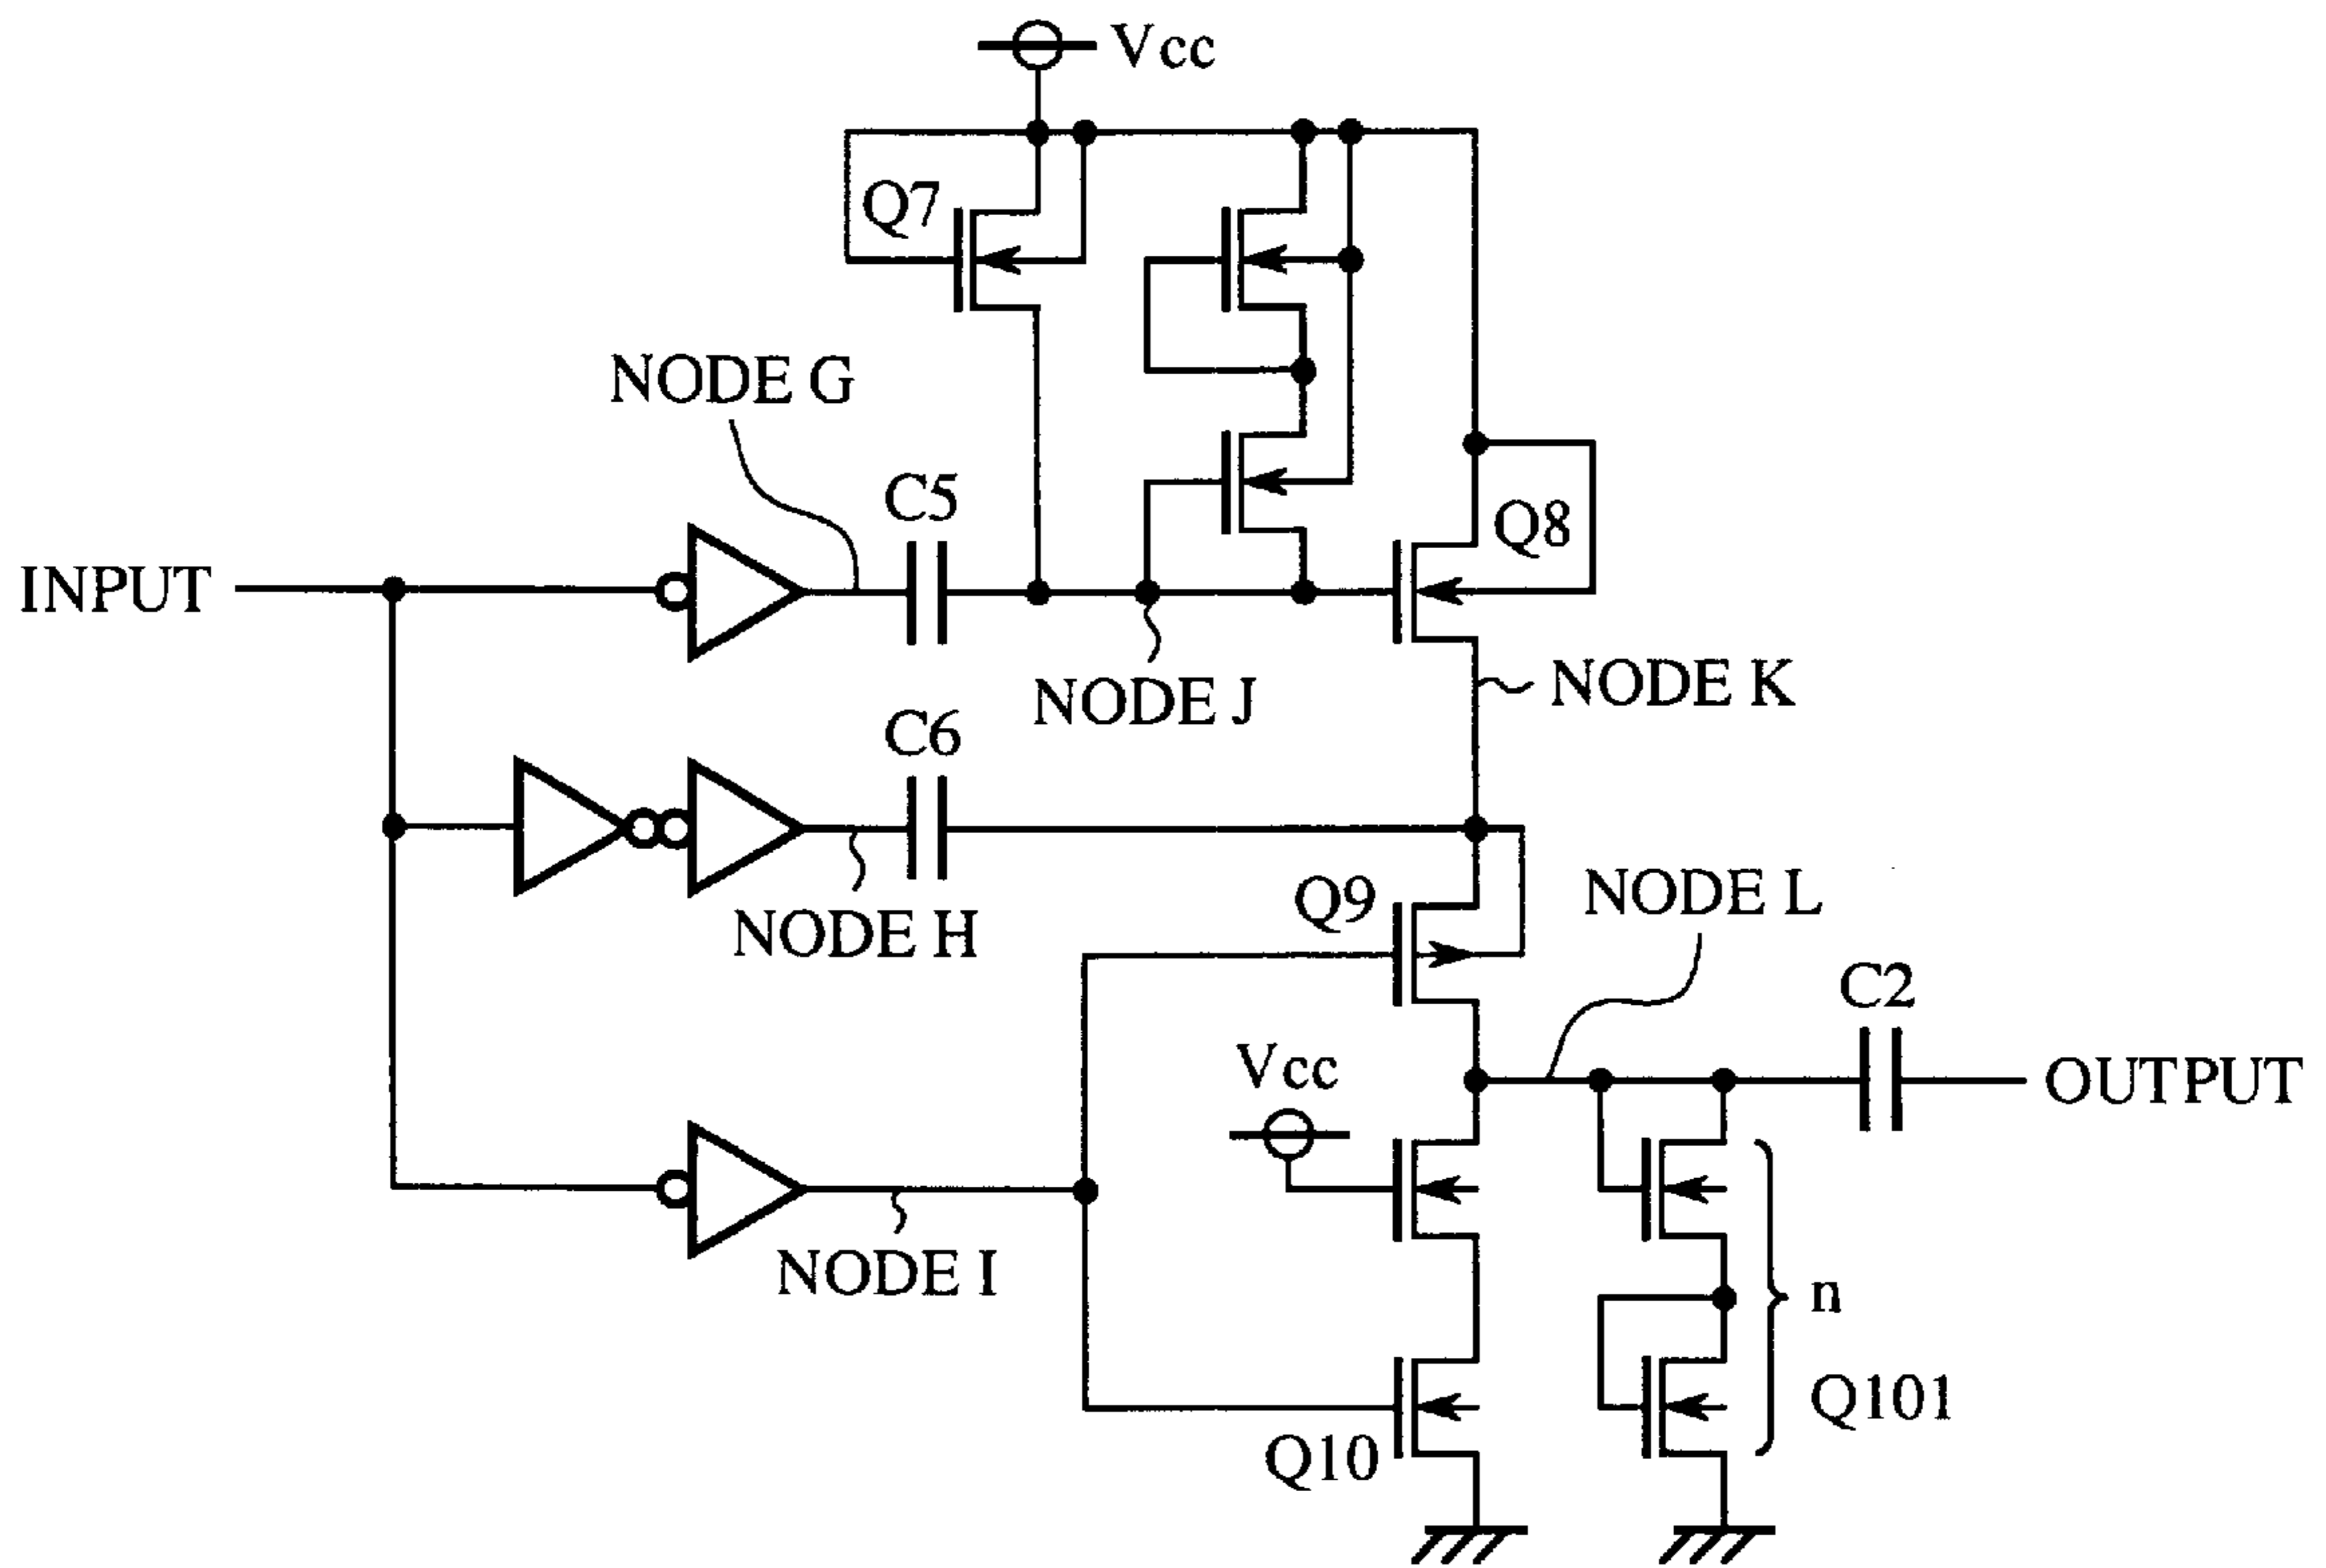 Vcc
Q7
NODE G
C5
Q8
INPUT
NODE J
NODE K
C6
Q9
NODE L
NODE H
C2
Vcc
OUTPUT
NODE I
n
Q101
Q10